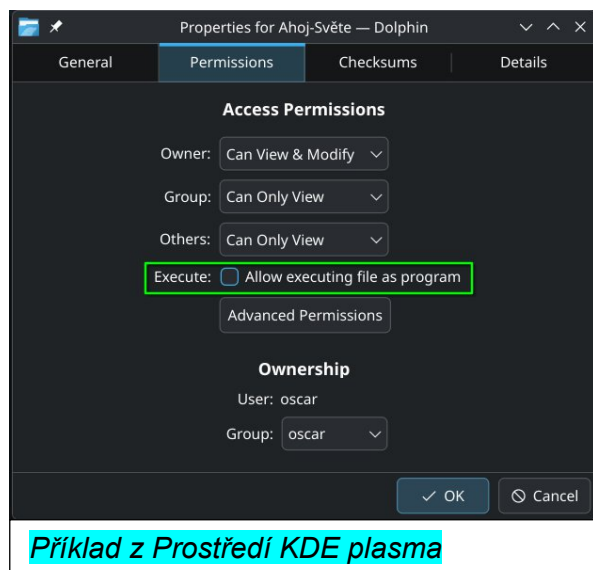 Properties for Ahoj-Světe — Dolphin
General Permissions Checksums Details
Access Permissions
Owner: Can View & Modify
Group: Can Only View
Others: Can Only View
Execute: Allow executing file as program
Advanced Permissions
Ownership
User: oscar
Group: oscar
OK Cancel
Příklad z Prostředí KDE plasma